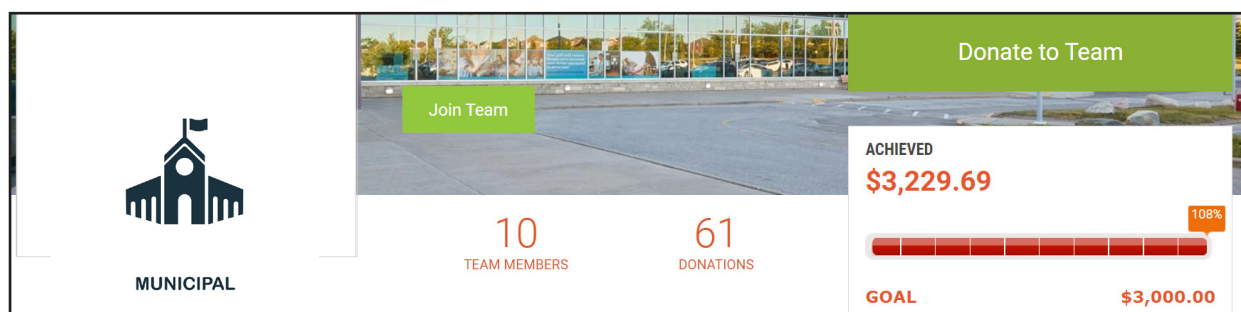 MUNICIPAL
Join Team
10
TEAM MEMBERS
61
DONATIONS
Donate to Team
ACHIEVED
$3,229.69
108%
GOAL $3,000.00